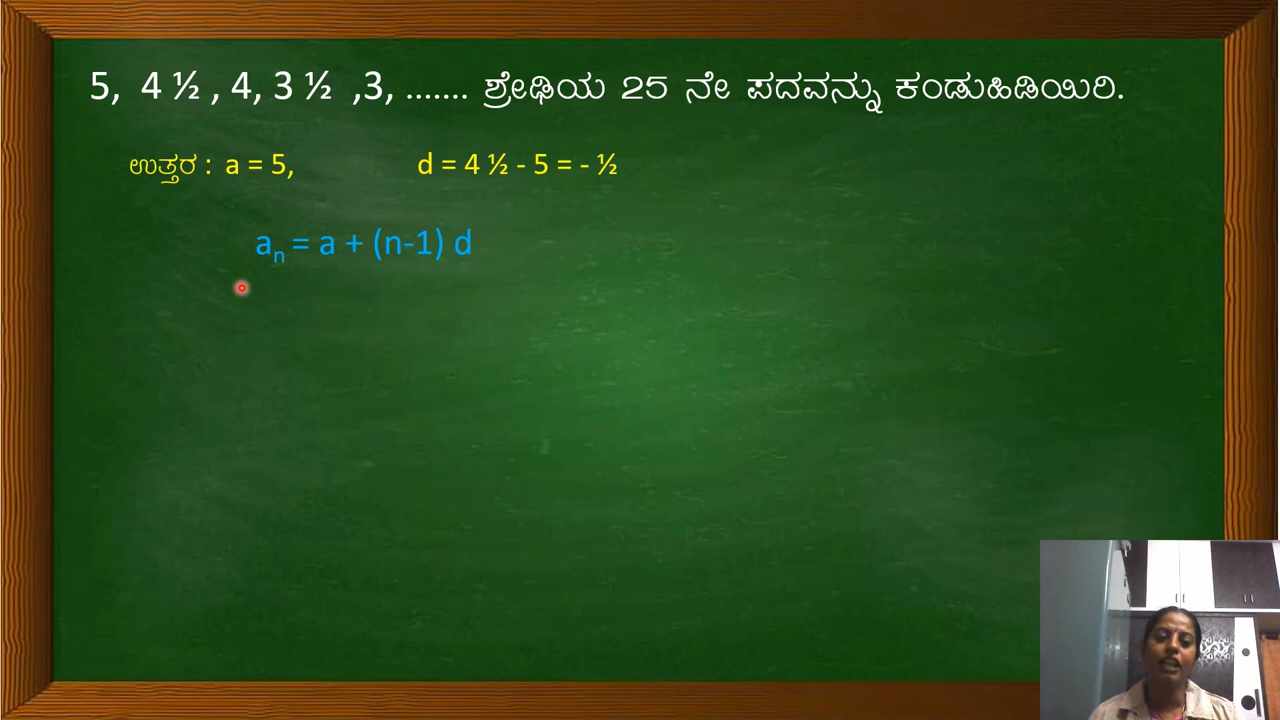 5, 4 ½ , 4, 3 ½ ,3, ....... ಶ್ರೇಢಿಯ 25 ನೇ ಪದವನ್ನು ಕಂಡುಹಿಡಿಯಿರಿ.
ಉತ್ತರ : a = 5, d = 4 ½ - 5 = - ½
aₙ = a + (n-1) d